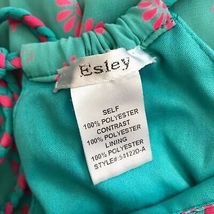 Esley
SELF
100% POLYESTER
CONTRAST
100% POLYESTER
LINING
100% POLYESTER